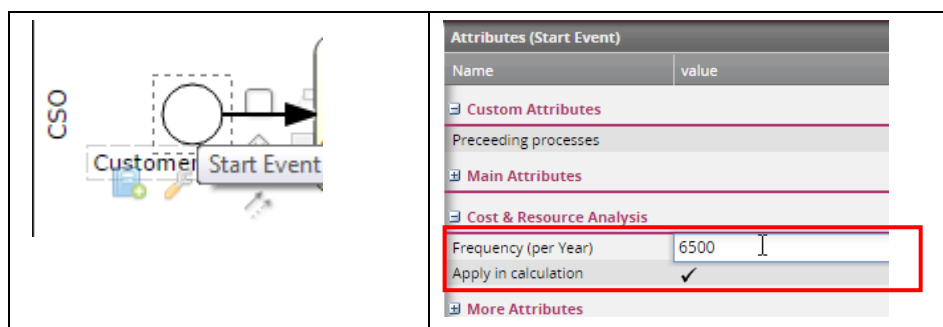 CSO
Customer
Start Event
Attributes (Start Event)
Name value
Custom Attributes
Preceeding processes
Main Attributes
Cost & Resource Analysis
Frequency (per Year) 6500
Apply in calculation ✓
More Attributes